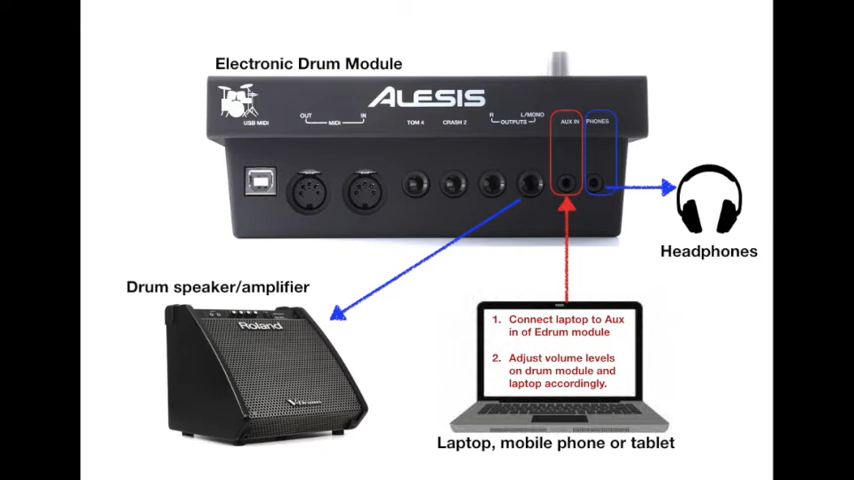 Electronic Drum Module
ALESIS
USB MIDI
OUT
MIDI
IN
TOM 4
CRASH 2
R
L/MONO
OUTPUTS
AUX IN
PHONES
Headphones
Drum speaker/amplifier
Roland
V-Drums
1. Connect laptop to Aux
in of Edrum module
2. Adjust volume levels
on drum module and
laptop accordingly.
Laptop, mobile phone or tablet